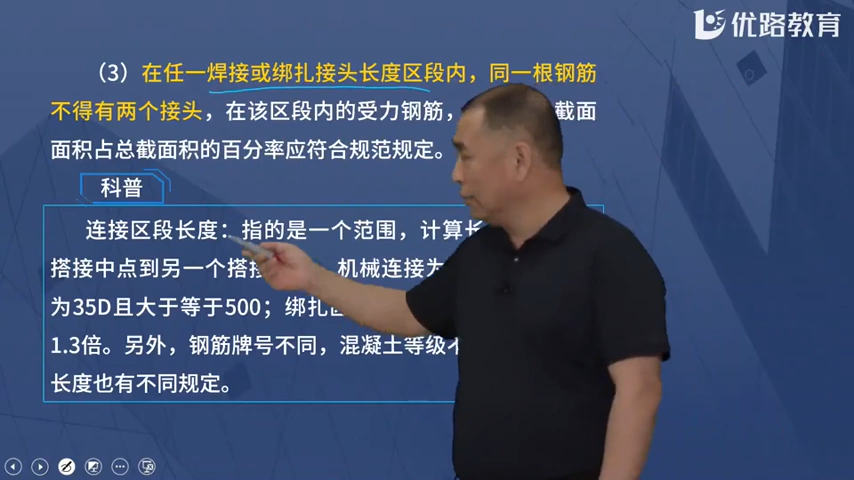 优路教育
（3）在任一焊接或绑扎接头长度区段内，同一根钢筋
不得有两个接头，在该区段内的受力钢筋， 截面
面积占总截面积的百分率应符合规范规定。
科普
连接区段长度：指的是一个范围，计算长
搭接中点到另一个搭接 机械连接为
为35D且大于等于500；绑扎
1.3倍。另外，钢筋牌号不同，混凝土等级不
长度也有不同规定。